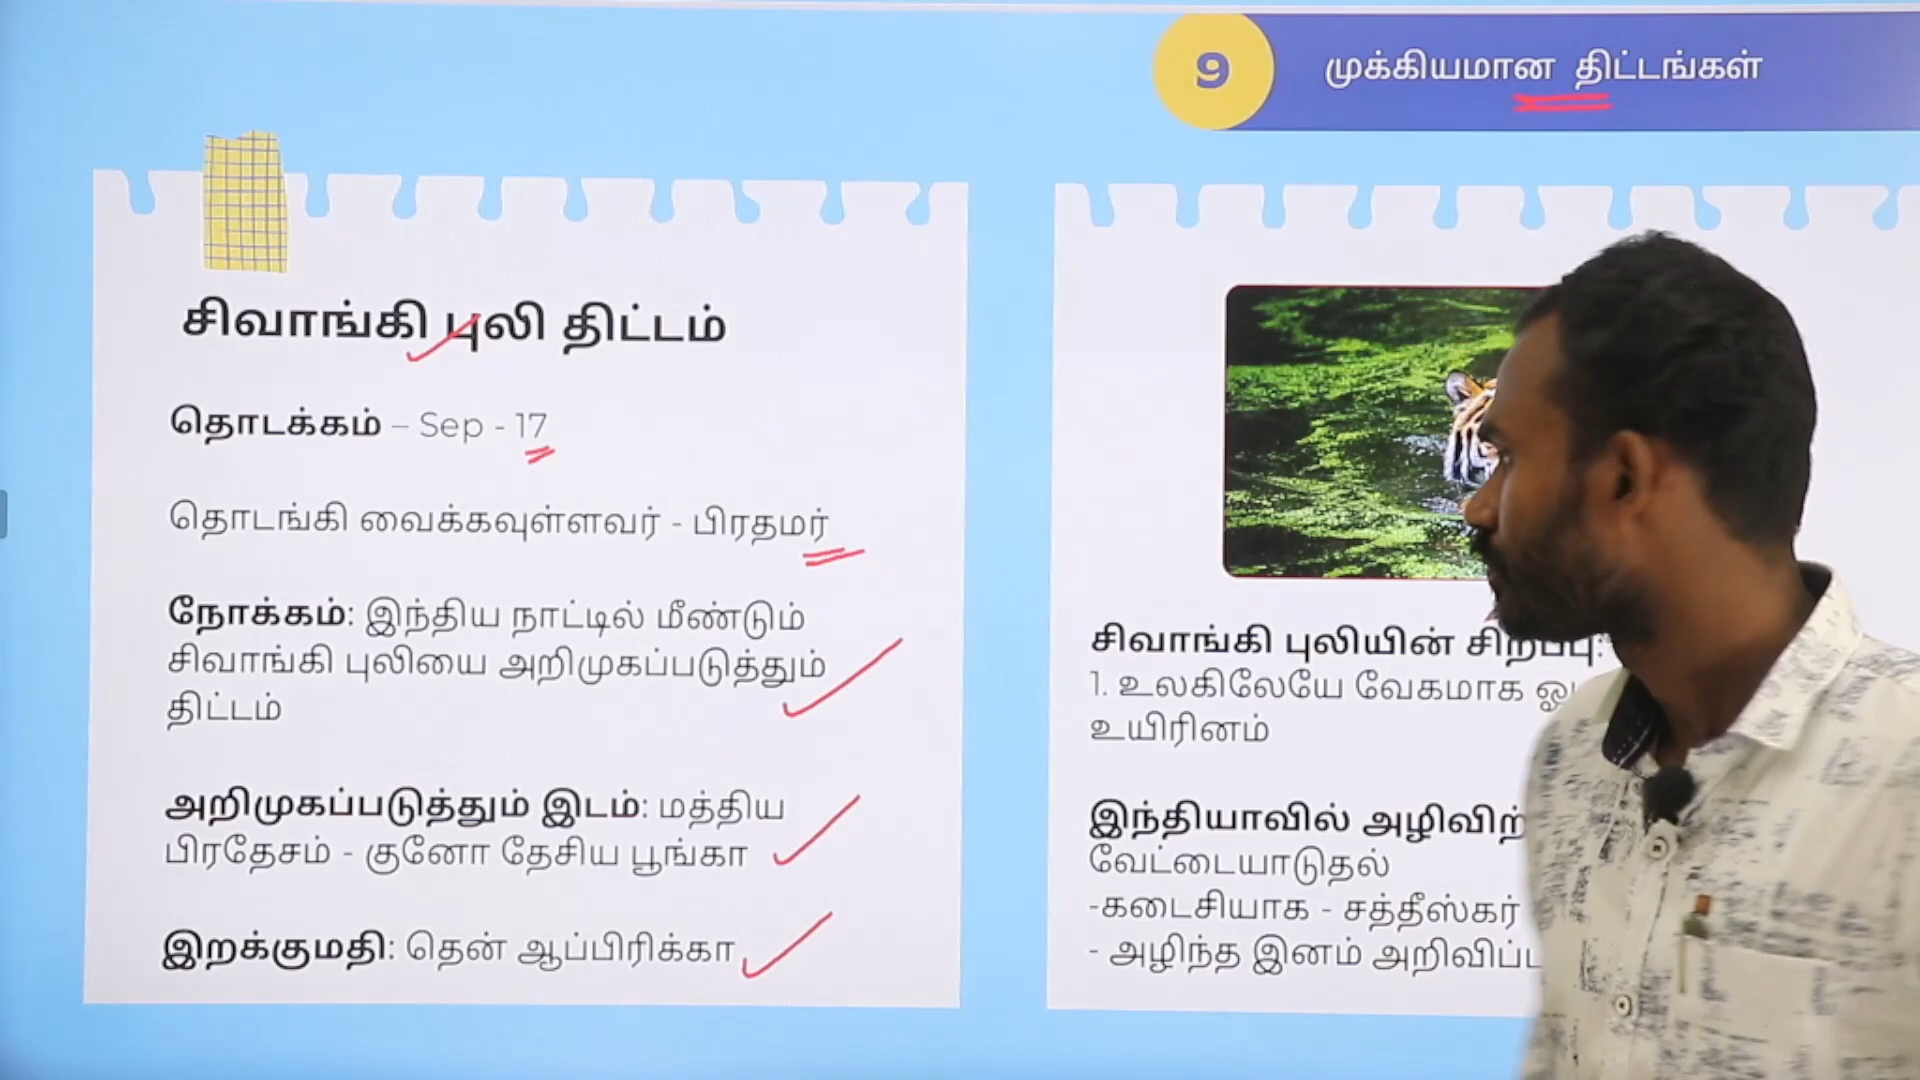 9
முக்கியமான திட்டங்கள்
சிவாங்கி புலி திட்டம்
தொடக்கம் – Sep - 17
தொடங்கி வைக்கவுள்ளவர் - பிரதமர்
நோக்கம்: இந்திய நாட்டில் மீண்டும்
சிவாங்கி புலியை அறிமுகப்படுத்தும்
திட்டம்
அறிமுகப்படுத்தும் இடம்: மத்திய
பிரதேசம் - குனோ தேசிய பூங்கா
இறக்குமதி: தென் ஆப்பிரிக்கா
சிவாங்கி புலியின் சிறப்பு:
1. உலகிலேயே வேகமாக
உயிரினம்
இந்தியாவில்
வேட்டையாடுதல்
-கடைசியாக - சத்தீஸ்கர்
- அழிந்த இனம்